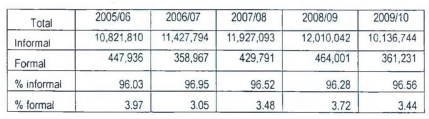 Total 2005/06 2006/07 2007/08 2008/09 2009/10
Informal 10,821,810 11,427,794 11,927,093 12,010,042 10,136,744
Formal 447,936 358,967 429,791 464,001 361,231
% informal 96.03 96.95 96.52 96.28 96.56
% formal 3.97 3.05 3.48 3.72 3.44